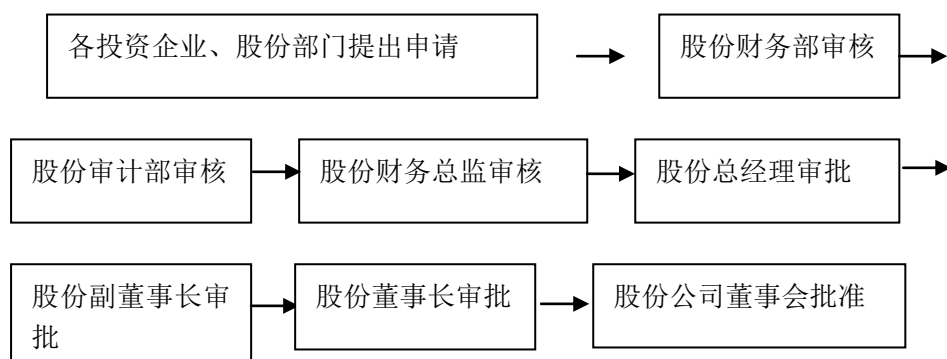 各投资企业、股份部门提出申请
股份财务部审核
股份审计部审核
股份财务总监审核
股份总经理审批
股份副董事长审
批
股份董事长审批
股份公司董事会批准